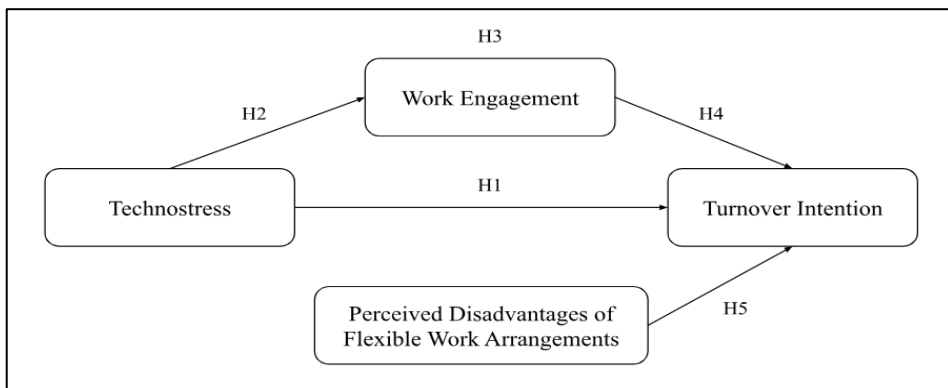 H3
Work Engagement
H2
H4
Technostress
H1
Turnover Intention
Perceived Disadvantages of
Flexible Work Arrangements
H5